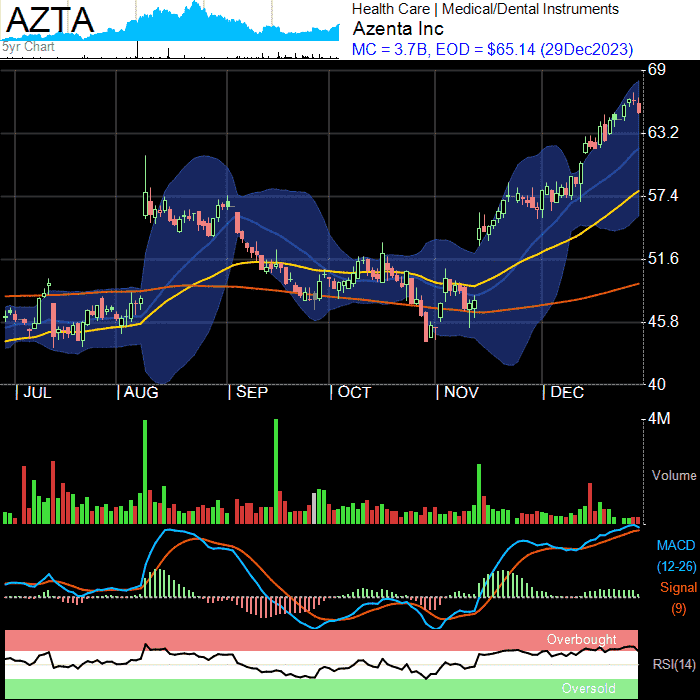 AZTA
5yr Chart
Health Care | Medical/Dental Instruments
Azenta Inc
MC = 3.7B, EOD = $65.14 (29Dec2023)
69
63.2
57.4
51.6
45.8
40
| JUL | AUG | SEP | OCT | NOV | DEC
4M
Volume
MACD
(12-26)
Signal
(9)
Overbought
RSI(14)
Oversold